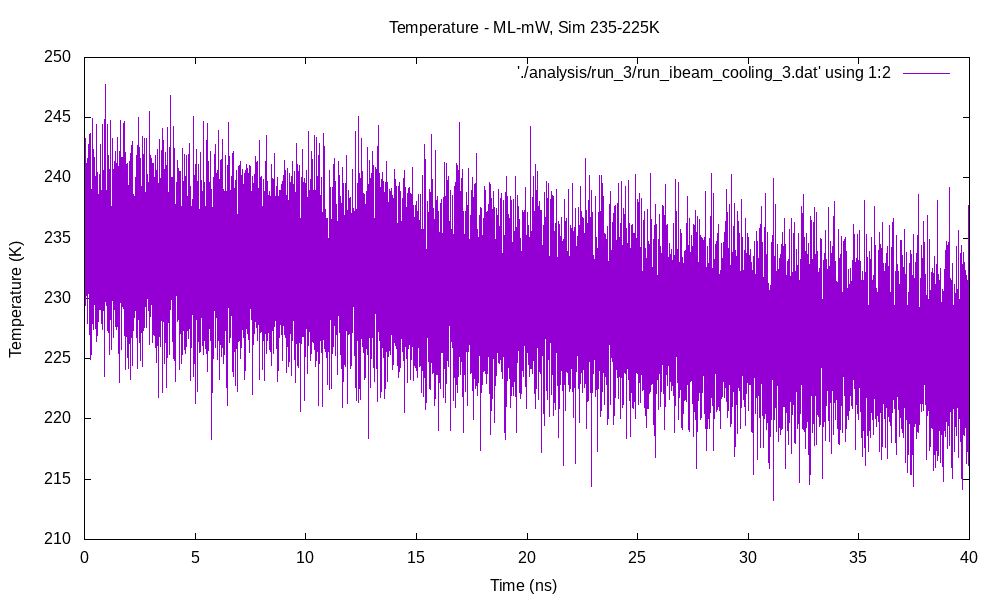 Temperature - ML-mW, Sim 235-225K
'./analysis/run_3/run_ibeam_cooling_3.dat' using 1:2
250
245
240
235
230
225
220
215
210
Temperature (K)
0 5 10 15 20 25 30 35 40
Time (ns)